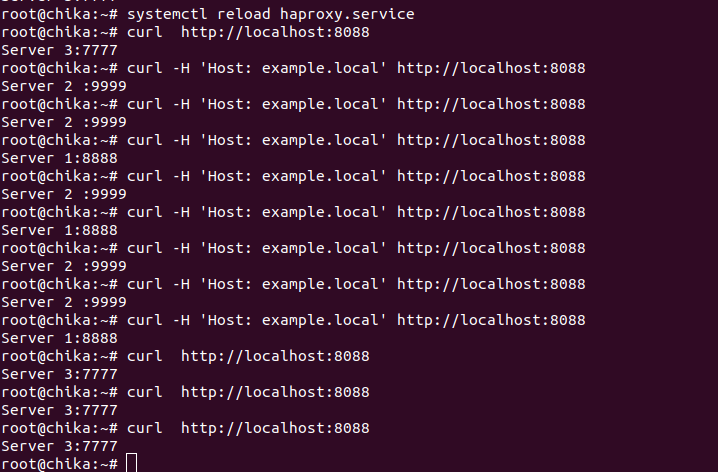 root@chika:~# systemctl reload haproxy.service
root@chika:~# curl  http://localhost:8088
Server 3:7777
root@chika:~# curl -H 'Host: example.local' http://localhost:8088
Server 2 :9999
root@chika:~# curl -H 'Host: example.local' http://localhost:8088
Server 2 :9999
root@chika:~# curl -H 'Host: example.local' http://localhost:8088
Server 1:8888
root@chika:~# curl -H 'Host: example.local' http://localhost:8088
Server 2 :9999
root@chika:~# curl -H 'Host: example.local' http://localhost:8088
Server 1:8888
root@chika:~# curl -H 'Host: example.local' http://localhost:8088
Server 2 :9999
root@chika:~# curl -H 'Host: example.local' http://localhost:8088
Server 2 :9999
root@chika:~# curl -H 'Host: example.local' http://localhost:8088
Server 1:8888
root@chika:~# curl  http://localhost:8088
Server 3:7777
root@chika:~# curl  http://localhost:8088
Server 3:7777
root@chika:~# curl  http://localhost:8088
Server 3:7777
root@chika:~#